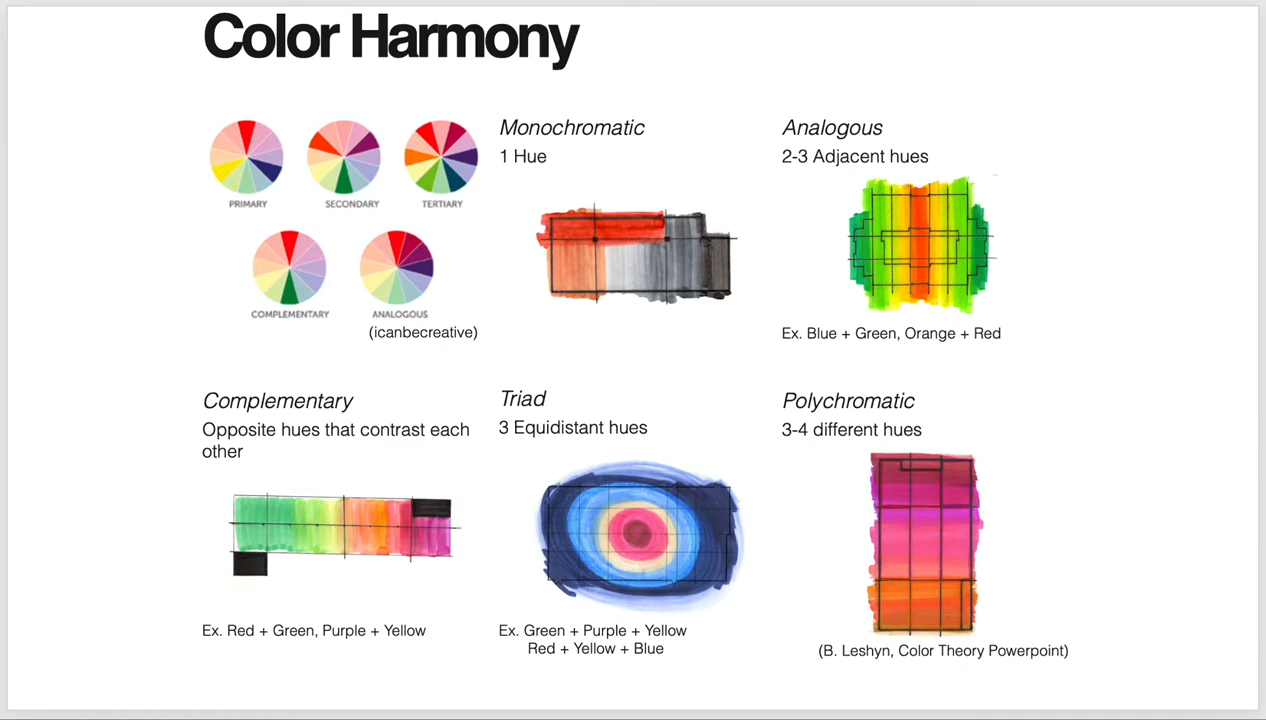 Color Harmony
PRIMARY
SECONDARY
TERTIARY
COMPLEMENTARY
ANALOGOUS
(icanbecreative)
Monochromatic
1 Hue
Analogous
2-3 Adjacent hues
Ex. Blue + Green, Orange + Red
Complementary
Opposite hues that contrast each
other
Ex. Red + Green, Purple + Yellow
Triad
3 Equidistant hues
Ex. Green + Purple + Yellow
Red + Yellow + Blue
Polychromatic
3-4 different hues
(B. Leshyn, Color Theory Powerpoint)